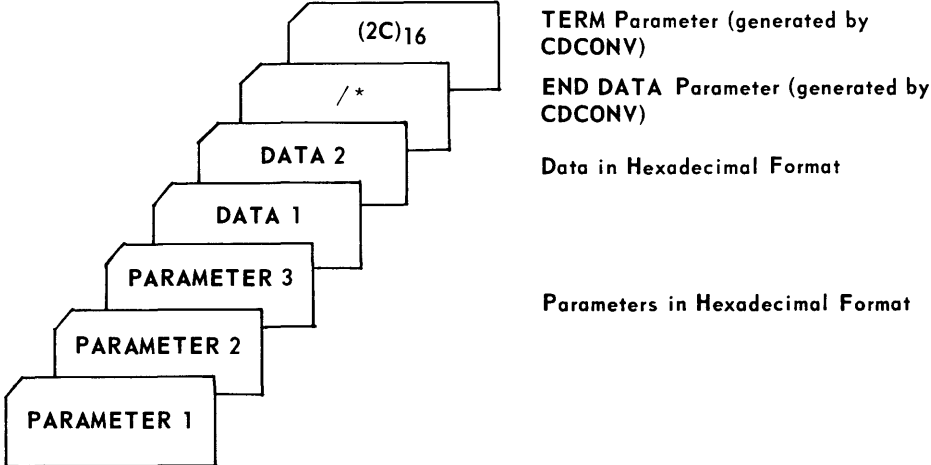 (2C)16
TERM Parameter (generated by
CDCONV)
/*
END DATA Parameter (generated by
CDCONV)
DATA 2
Data in Hexadecimal Format
DATA 1
PARAMETER 3
Parameters in Hexadecimal Format
PARAMETER 2
PARAMETER 1